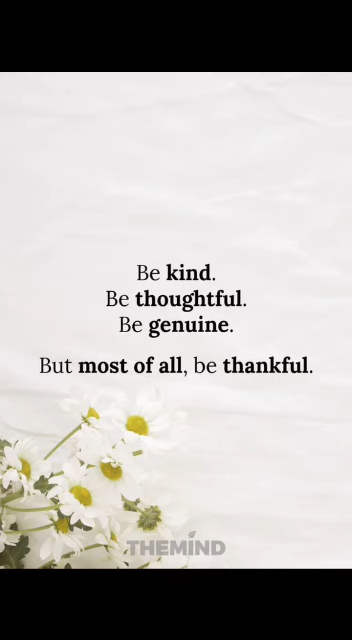 Be kind.
Be thoughtful.
Be genuine.
But most of all, be thankful.
THEMIND